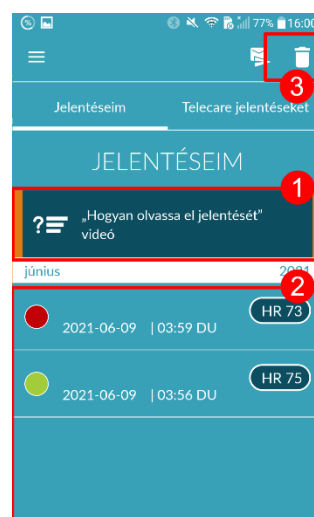 77% 16:00
3
Jelentéseim Telecare jelentéseket
JELENTÉSEIM
1
?
„Hogyan olvassa el jelentését”
videó
június
2
HR 73
2021-06-09 | 03:59 DU
HR 75
2021-06-09 | 03:56 DU